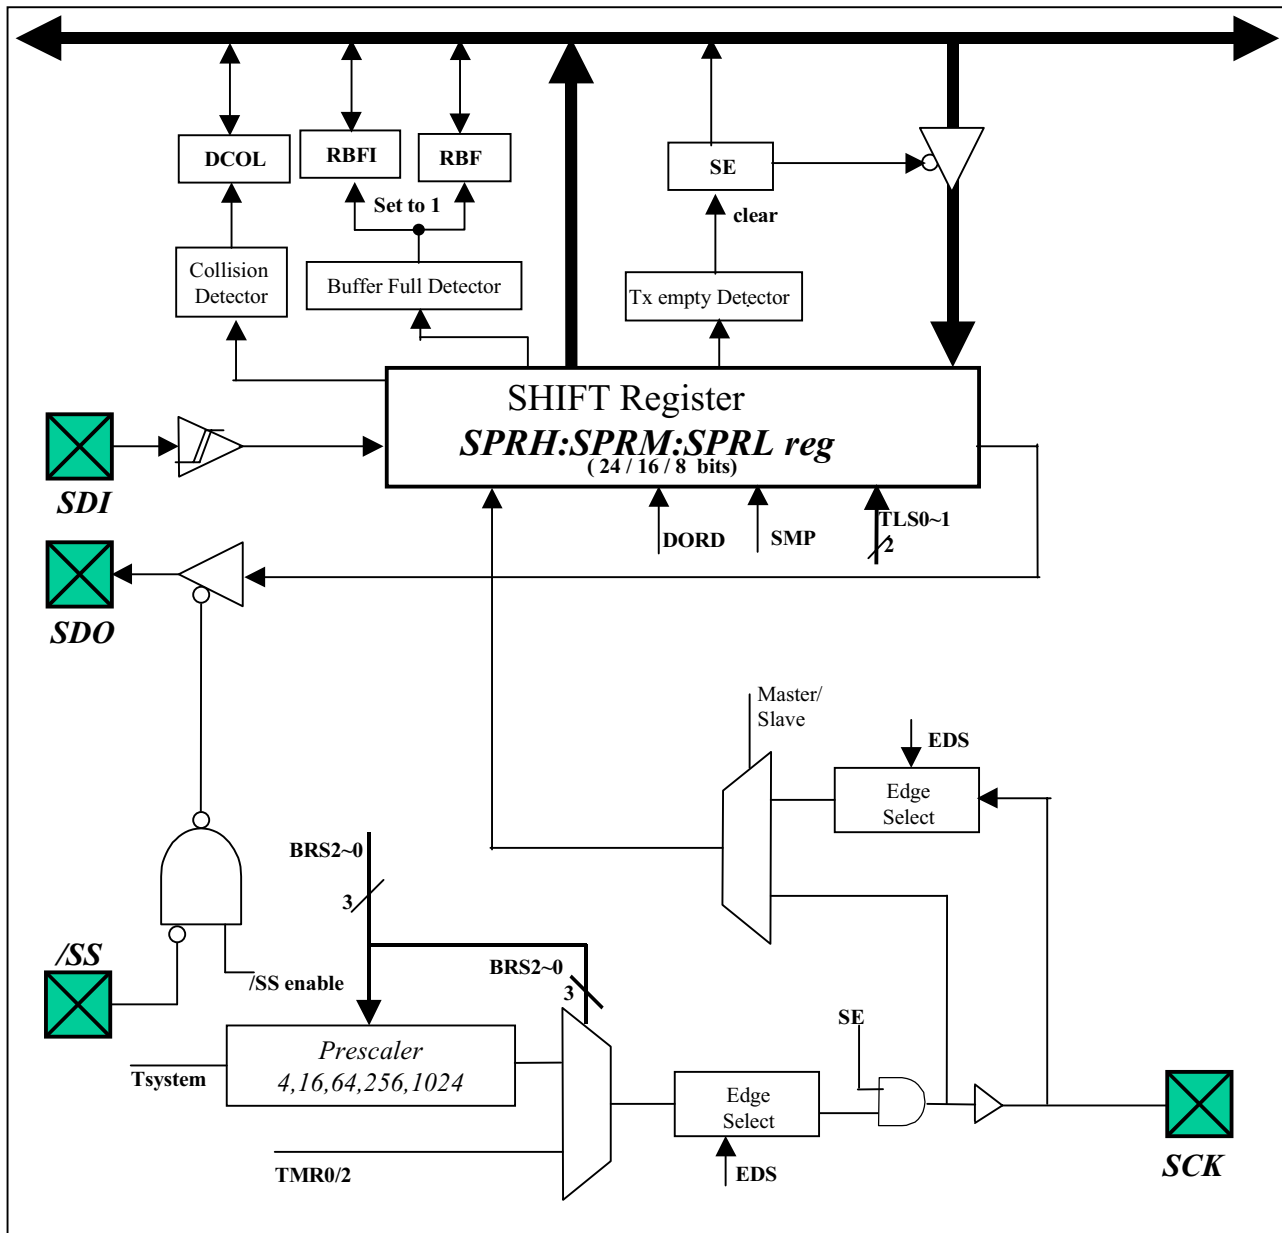 DCOL
RBFI
RBF
SE
Set to 1
clear
Collision
Detector
Buffer Full Detector
Tx empty Detector
SHIFT Register
SPRH:SPRM:SPRL reg
( 24 / 16 / 8 bits)
SDI
DORD
SMP
TLS0~1
2
SDO
Master/
Slave
EDS
Edge
Select
BRS2~0
3
/SS
/SS enable
BRS2~0
3
SE
Prescaler
4,16,64,256,1024
Tsystem
Edge
Select
TMR0/2
EDS
SCK